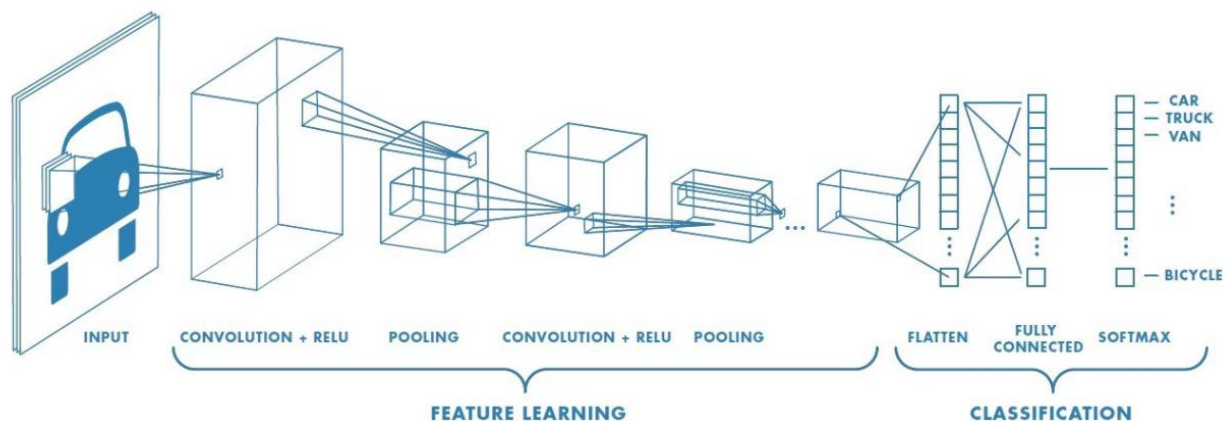 CAR
TRUCK
VAN
BICYCLE
INPUT
CONVOLUTION + RELU
POOLING
CONVOLUTION + RELU
POOLING
FLATTEN
FULLY
CONNECTED
SOFTMAX
FEATURE LEARNING
CLASSIFICATION